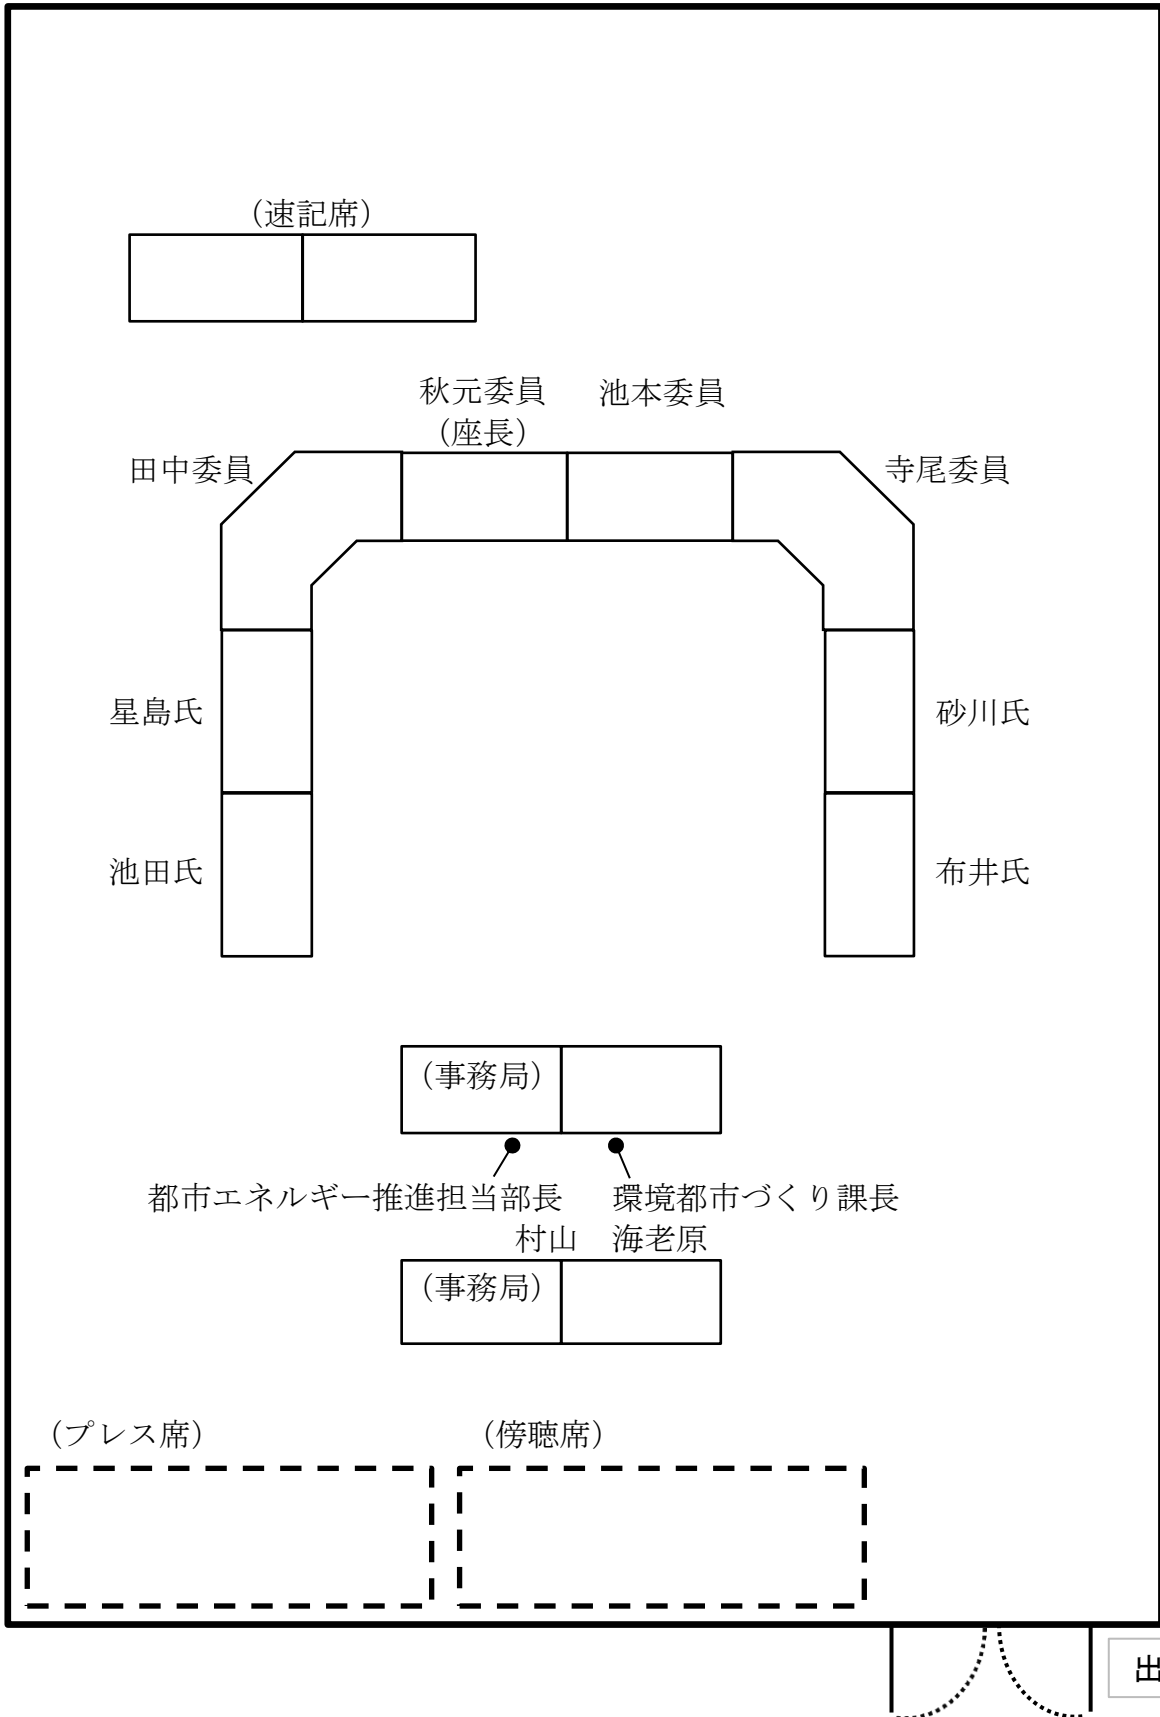 （速記席）
秋元委員
（座長）
池本委員
田中委員
寺尾委員
星島氏
砂川氏
池田氏
布井氏
（事務局）
都市エネルギー推進担当部長
村山
環境都市づくり課長
海老原
（事務局）
（プレス席）
（傍聴席）
出